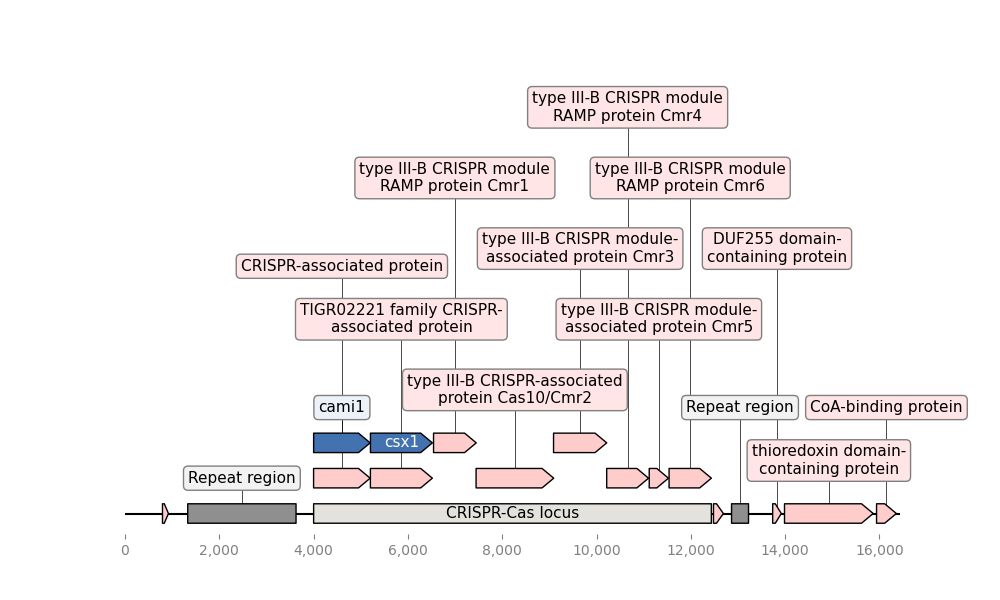 type III-B CRISPR module
RAMP protein Cmr4
type III-B CRISPR module
RAMP protein Cmr1
type III-B CRISPR module
RAMP protein Cmr6
type III-B CRISPR module-
associated protein Cmr3
DUF255 domain-
containing protein
CRISPR-associated protein
TIGR02221 family CRISPR-
associated protein
type III-B CRISPR module-
associated protein Cmr5
type III-B CRISPR-associated
protein Cas10/Cmr2
cami1
Repeat region
CoA-binding protein
csx1
thioredoxin domain-
containing protein
Repeat region
CRISPR-Cas locus
0 2,000 4,000 6,000 8,000 10,000 12,000 14,000 16,000